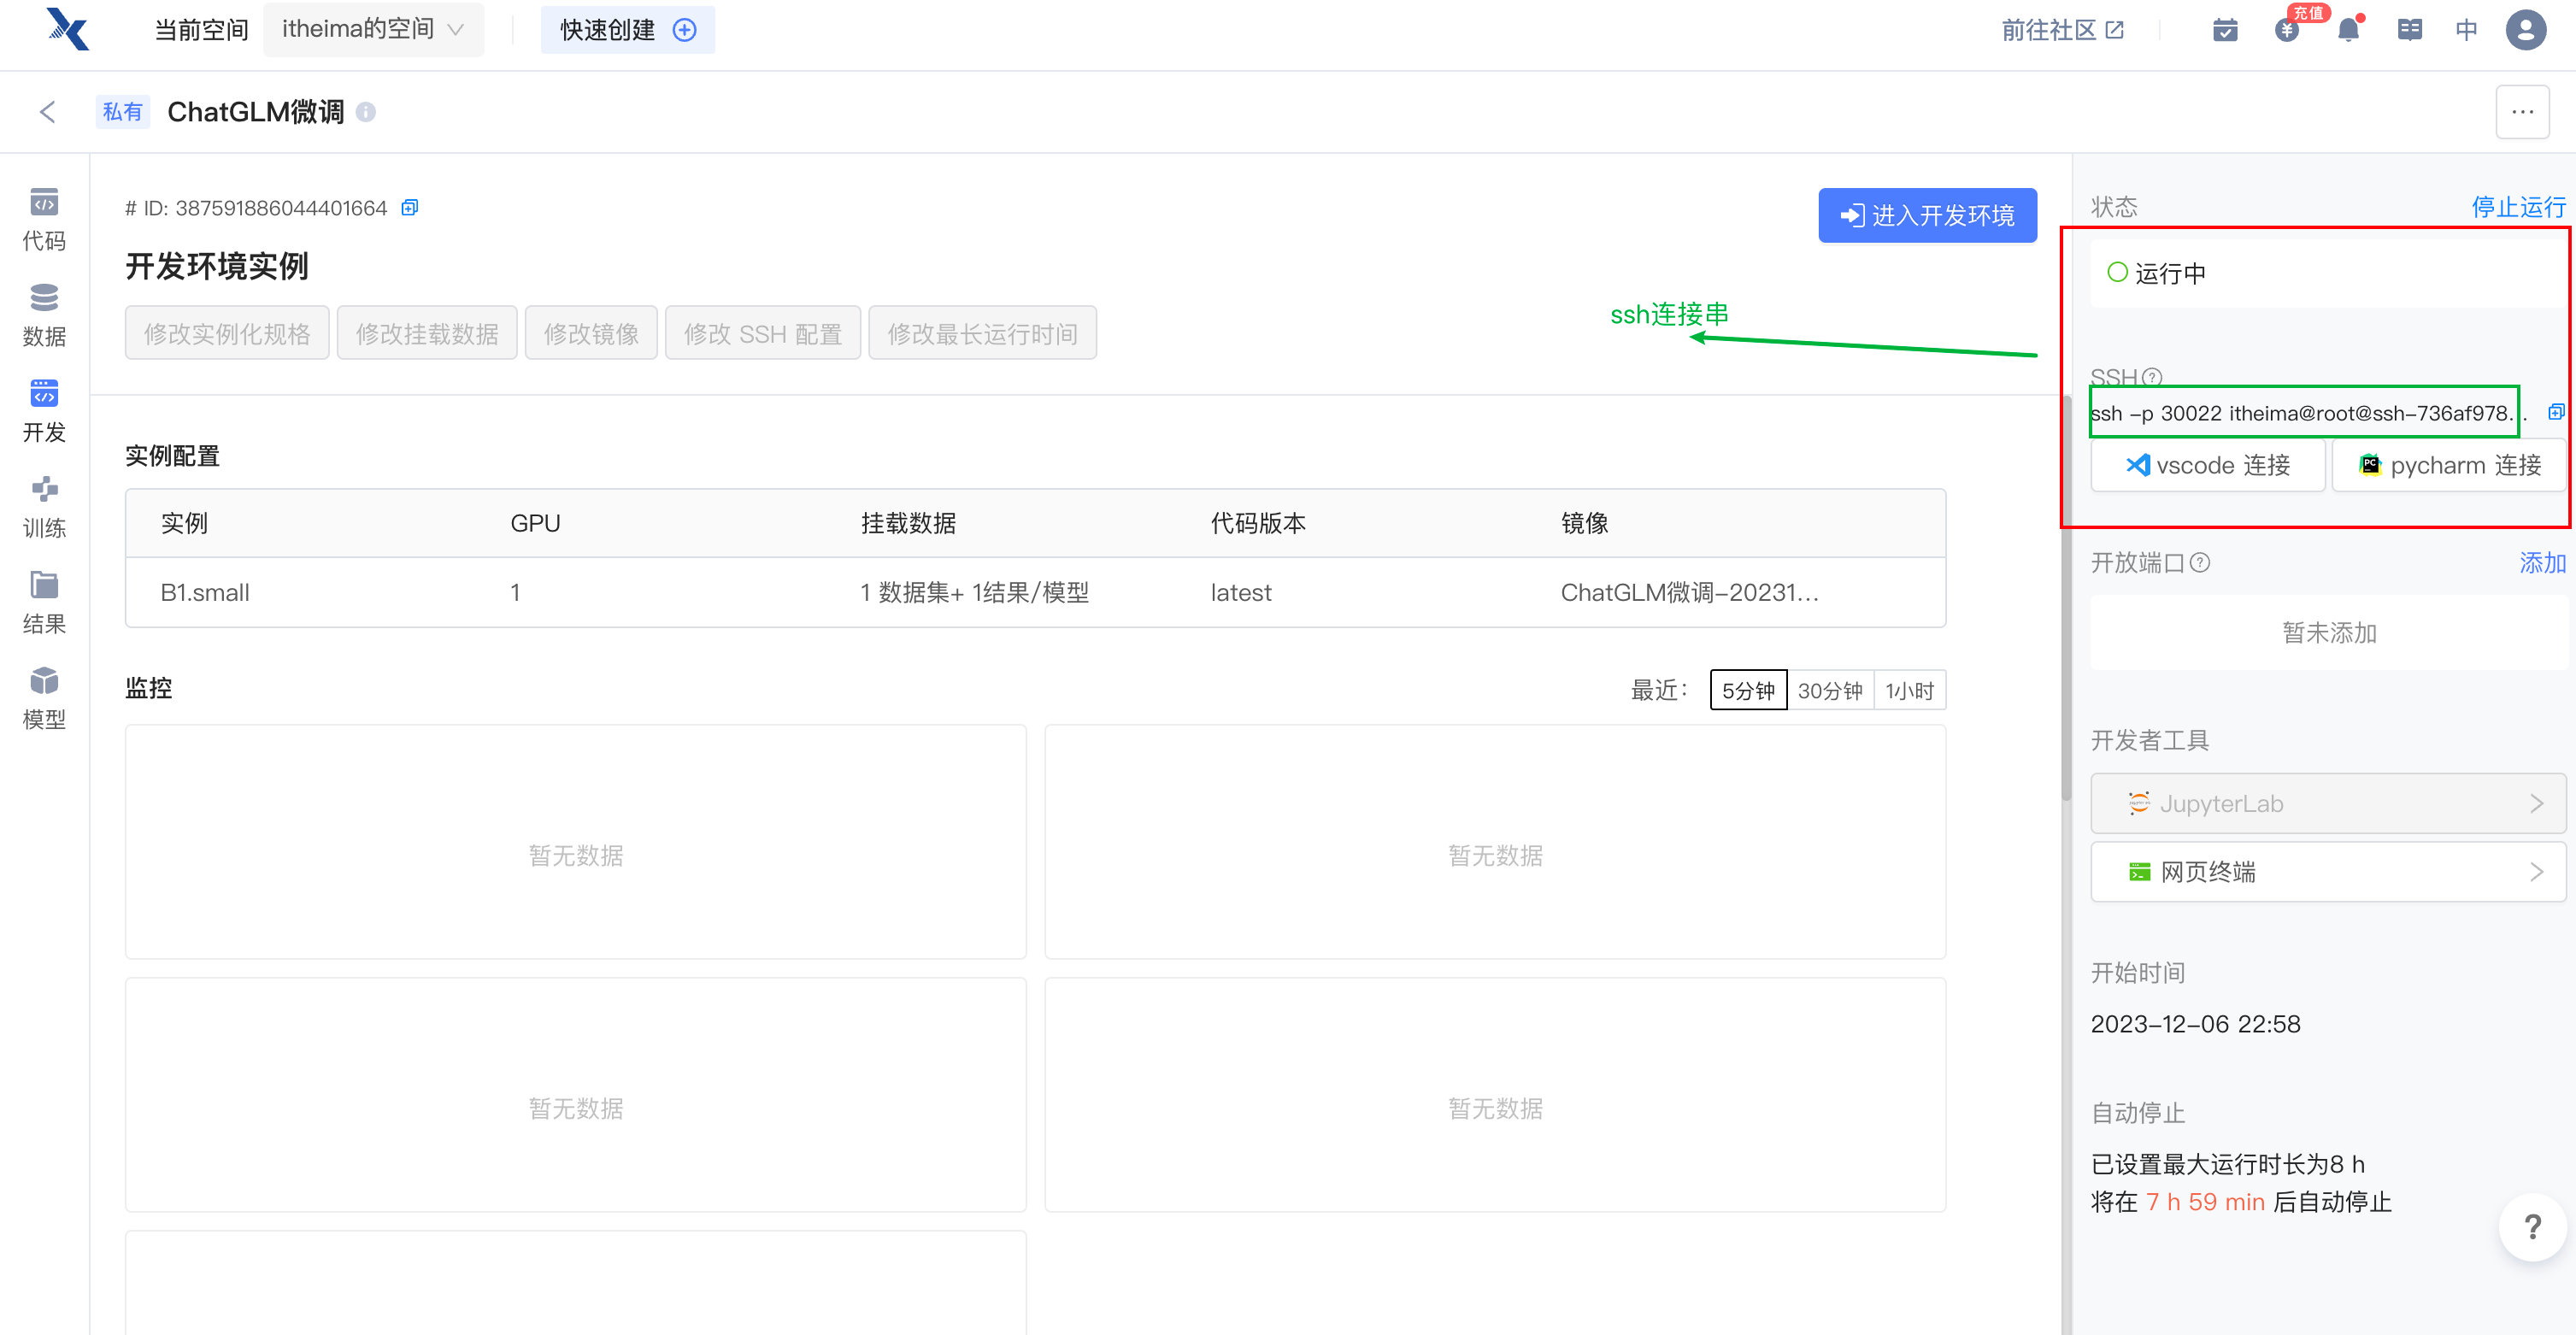 当前空间
itheima的空间
快速创建
前往社区
充值
中
私有
ChatGLM微调
代码
数据
开发
训练
结果
模型
# ID: 387591886044401664
进入开发环境
开发环境实例
修改实例化规格
修改挂载数据
修改镜像
修改 SSH 配置
修改最长运行时间
ssh连接串
实例配置
实例 GPU 挂载数据 代码版本 镜像
B1.small 1 1 数据集+ 1结果/模型 latest ChatGLM微调-20231...
监控
最近：
5分钟
30分钟
1小时
暂无数据
暂无数据
暂无数据
暂无数据
状态
停止运行
运行中
SSH
ssh -p 30022 itheima@root@ssh-736af978...
vscode 连接
pycharm 连接
开放端口
添加
暂未添加
开发者工具
JupyterLab
网页终端
开始时间
2023-12-06 22:58
自动停止
已设置最大运行时长为8 h
将在 7 h 59 min 后自动停止
?